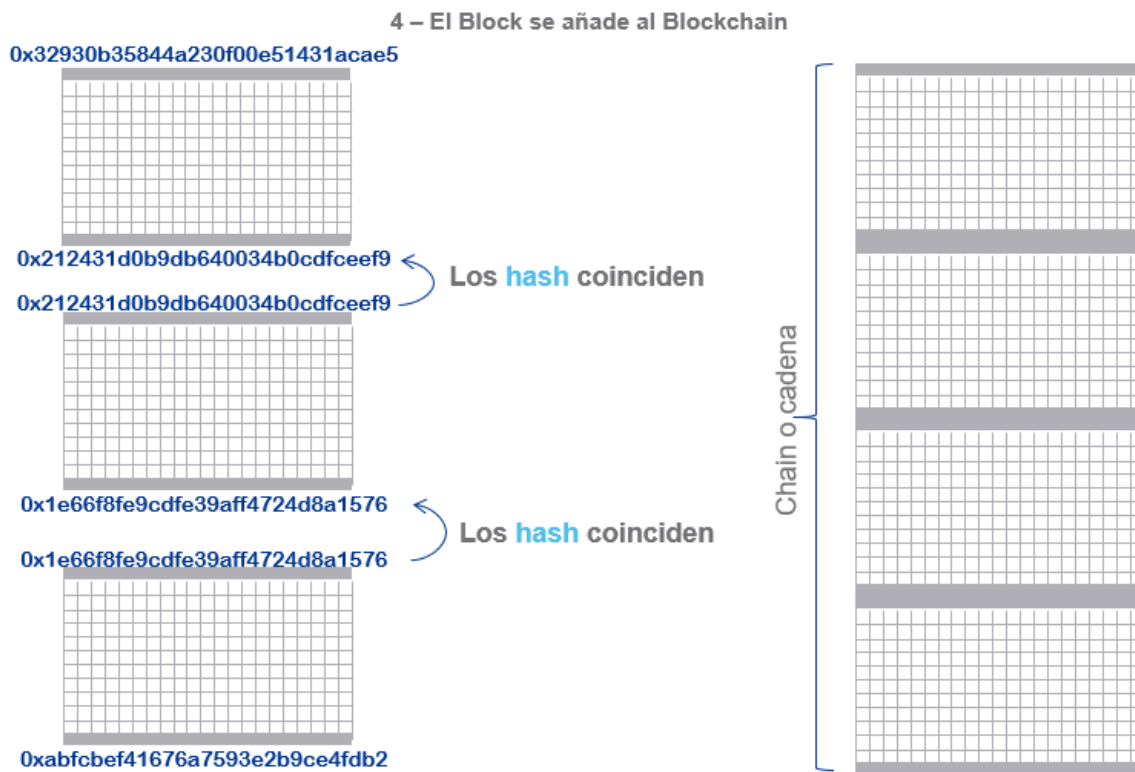 4 – El Block se añade al Blockchain
0x32930b35844a230f00e51431acae5
0x212431d0b9db640034b0cdfceef9
Los hash coinciden
0x212431d0b9db640034b0cdfceef9
Chain o cadena
0x1e66f8fe9cdfe39aff4724d8a1576
Los hash coinciden
0x1e66f8fe9cdfe39aff4724d8a1576
0xabfcbef41676a7593e2b9ce4fdb2